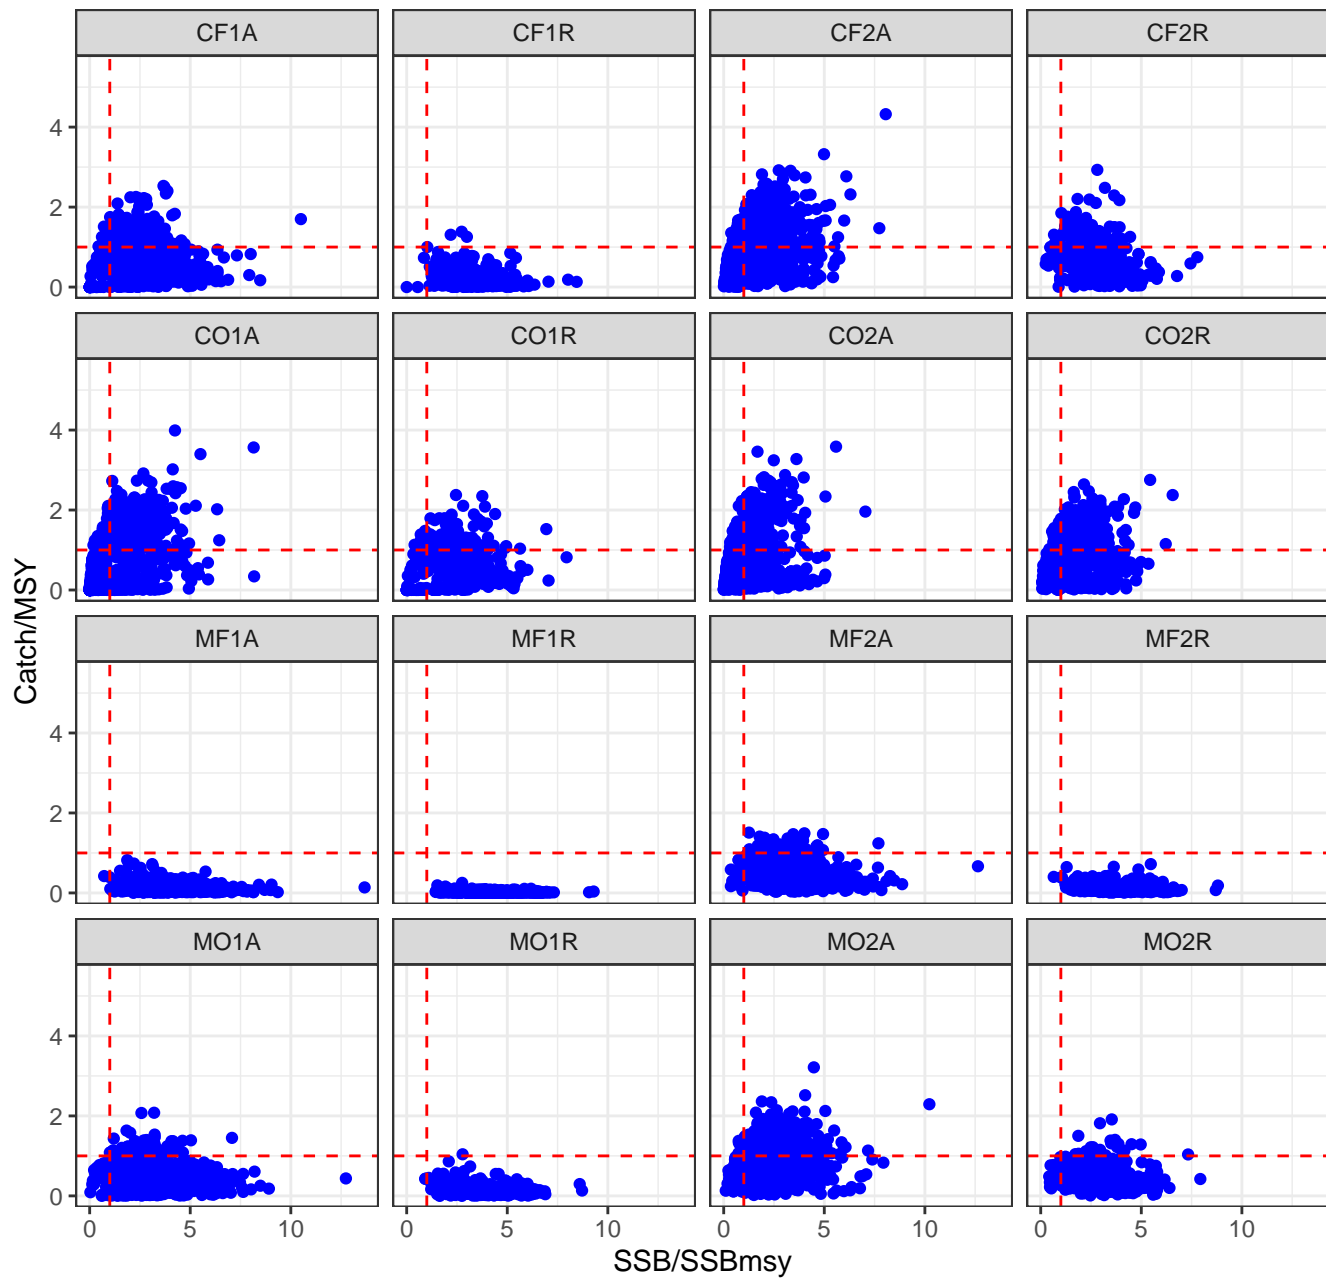 CF1A CF1R CF2A CF2R
4
2
0
CO1A CO1R CO2A CO2R
4
2
0
MF1A MF1R MF2A MF2R
4
2
0
MO1A MO1R MO2A MO2R
4
2
0
0 5 10 0 5 10 0 5 10 0 5 10
SSB/SSBmsy
Catch/MSY